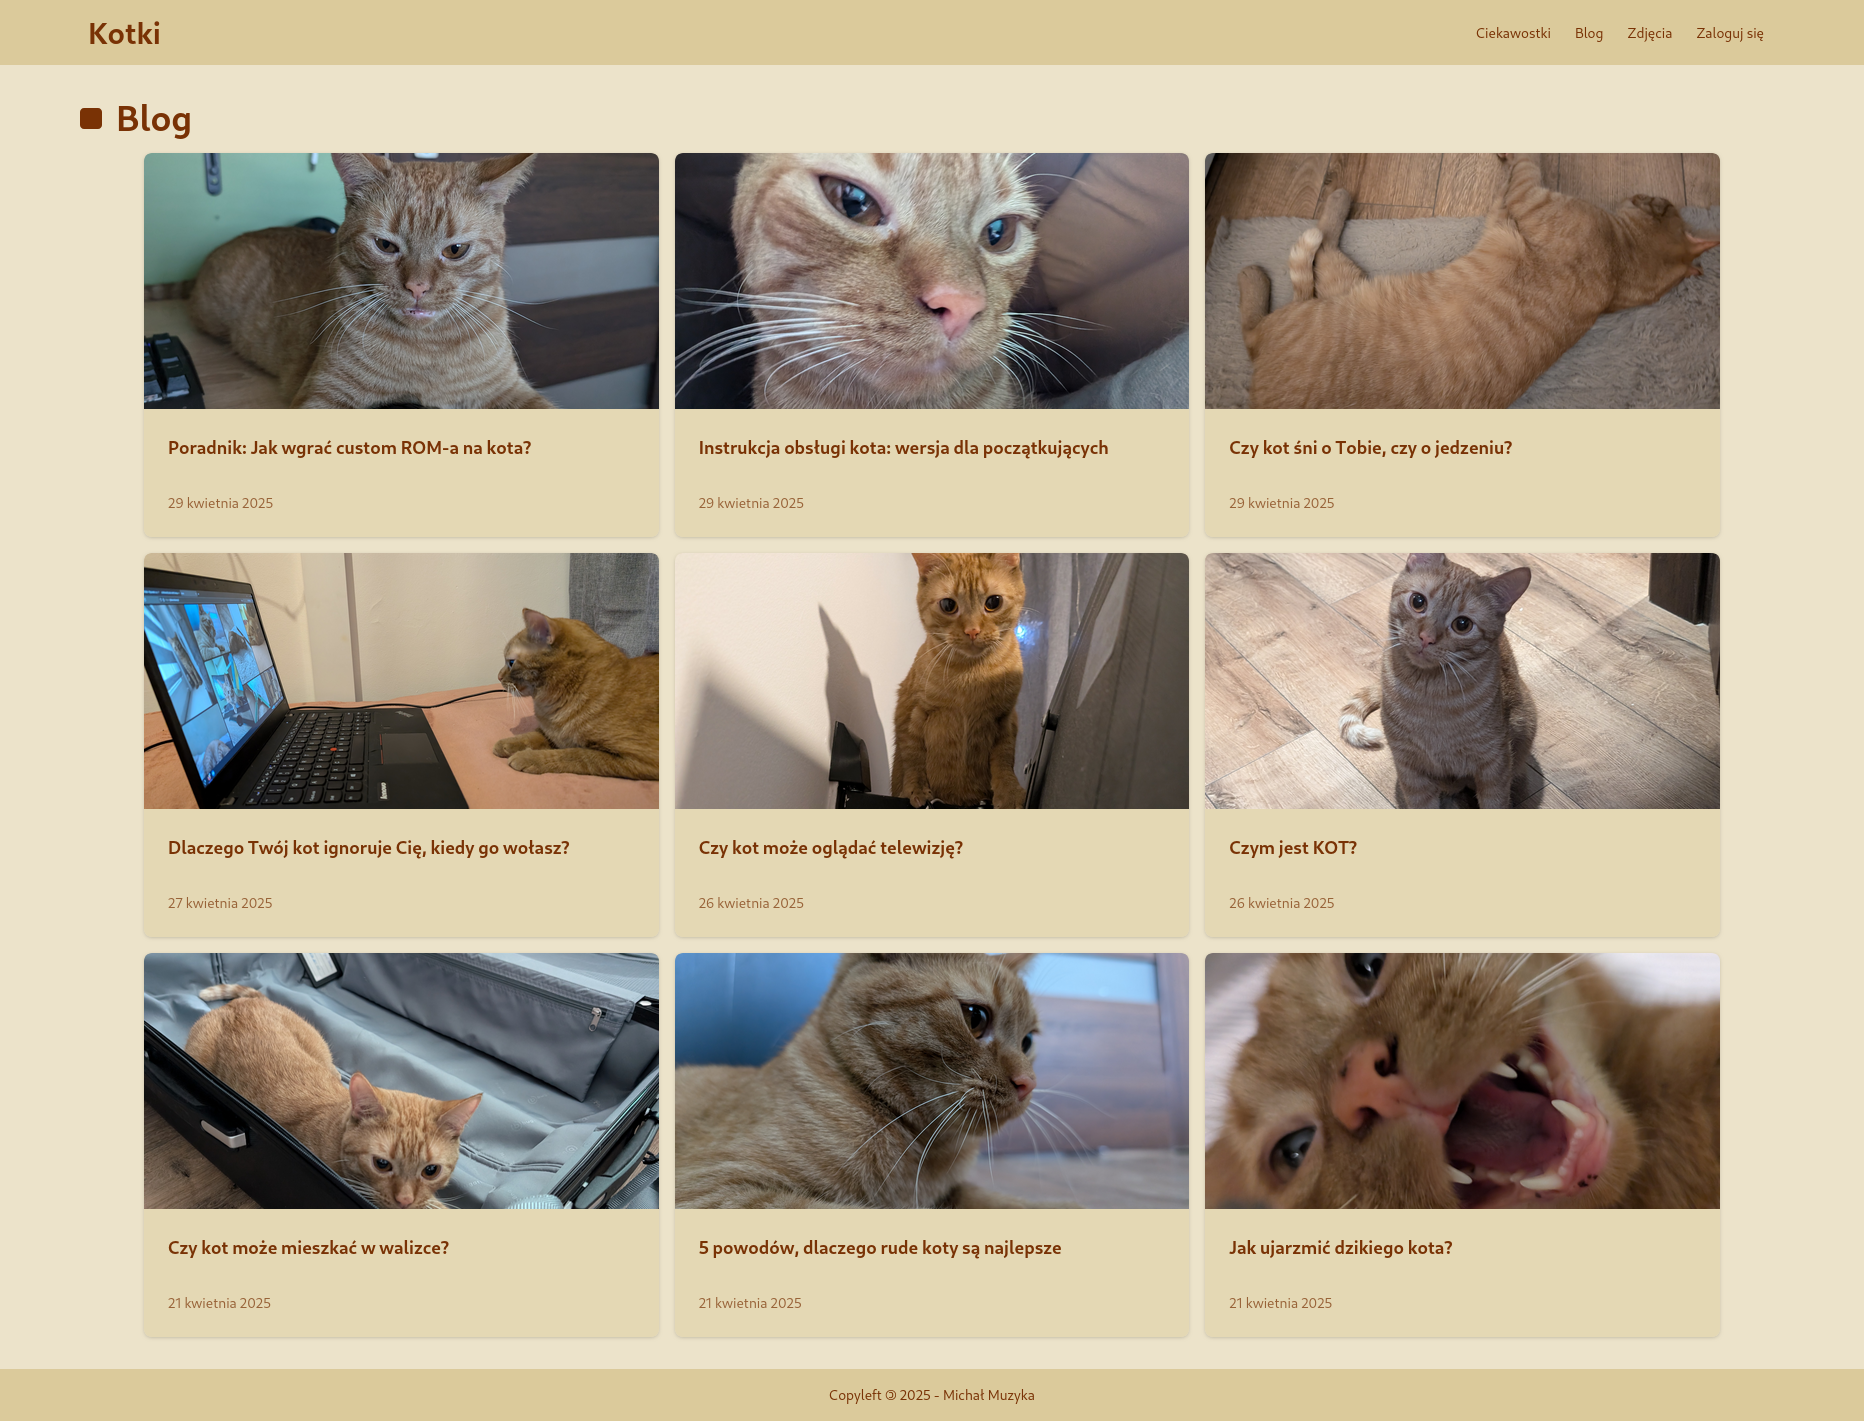 Kotki
Ciekawostki Blog Zdjęcia Zaloguj się
Blog
Poradnik: Jak wgrać custom ROM-a na kota?
29 kwietnia 2025
Instrukcja obsługi kota: wersja dla początkujących
29 kwietnia 2025
Czy kot śni o Tobie, czy o jedzeniu?
29 kwietnia 2025
Dlaczego Twój kot ignoruje Cię, kiedy go wołasz?
27 kwietnia 2025
Czy kot może oglądać telewizję?
26 kwietnia 2025
Czym jest KOT?
26 kwietnia 2025
Czy kot może mieszkać w walizce?
21 kwietnia 2025
5 powodów, dlaczego rude koty są najlepsze
21 kwietnia 2025
Jak ujarzmić dzikiego kota?
21 kwietnia 2025
Copyleft 🄯 2025 - Michał Muzyka